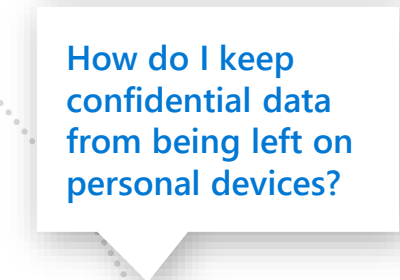 How do I keep
confidential data
from being left on
personal devices?